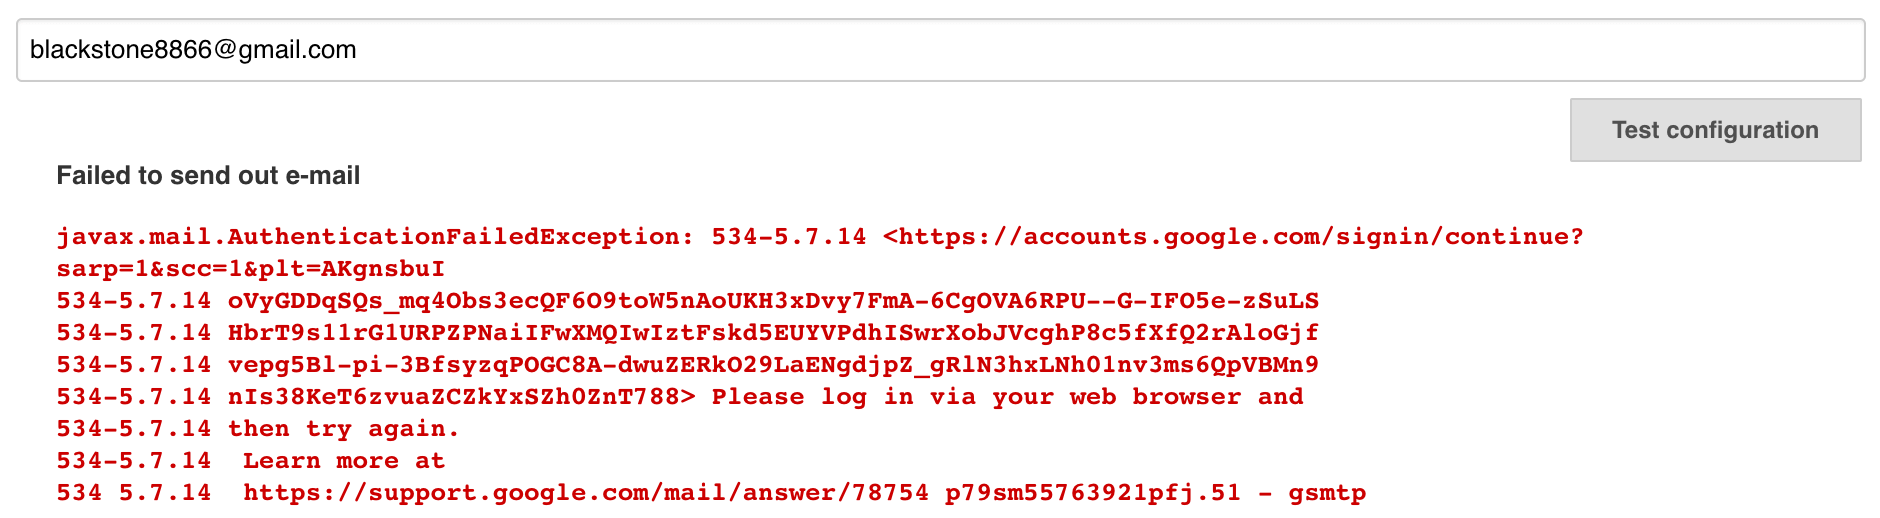 blackstone8866@gmail.com
Test configuration
Failed to send out e-mail
javax.mail.AuthenticationFailedException: 534-5.7.14 <https://accounts.google.com/signin/continue?
sarp=1&scc=1&plt=AKgnsbuI
534-5.7.14 oVyGDDqSQs_mq4Obs3ecQF6O9toW5nAoUKH3xDvy7FmA-6CgOVA6RPU--G-IFO5e-zSuLS
534-5.7.14 HbrT9s11rG1URPZPNaiIFwXMQIwIztFskd5EUYVPdhISwrXobJVcghP8c5fXfQ2rAloGjf
534-5.7.14 vepg5Bl-pi-3BfsyzqPOGC8A-dwuZERkO29LaENgdjpZ_gRlN3hxLNh01nv3ms6QpVBMn9
534-5.7.14 nIs38KeT6zvuaZCZkYxSZh0ZnT788> Please log in via your web browser and
534-5.7.14 then try again.
534-5.7.14  Learn more at
534 5.7.14  https://support.google.com/mail/answer/78754 p79sm55763921pfj.51 - gsmtp